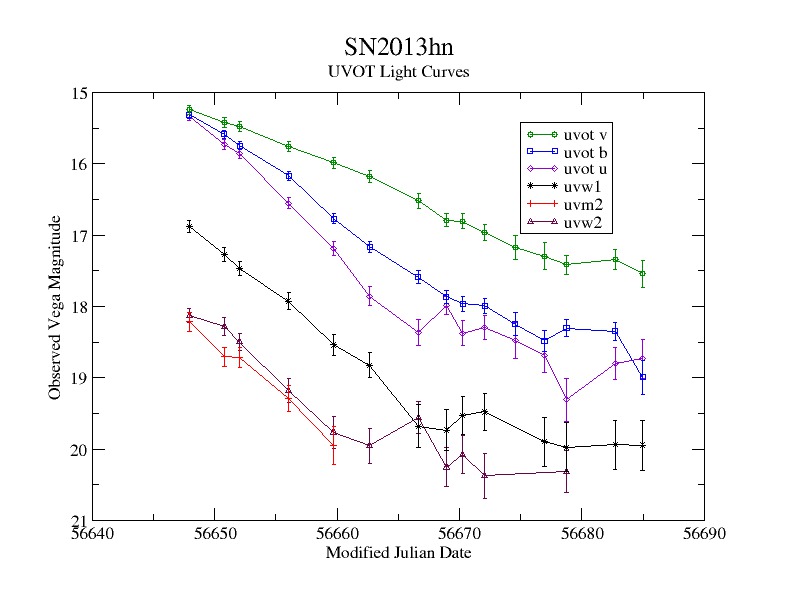 SN2013hn
UVOT Light Curves
Observed Vega Magnitude
15
16
17
18
19
20
21
uvot v
uvot b
uvot u
uvw1
uvm2
uvw2
56640
56650
56660
56670
56680
56690
Modified Julian Date